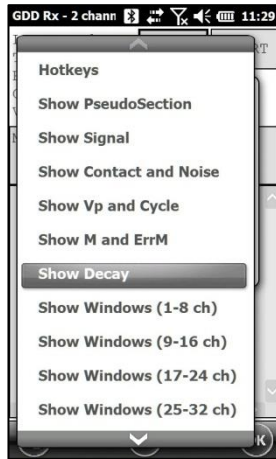 GDD Rx - 2 chann 11:29
RT
Hotkeys
Show PseudoSection
Show Signal
Show Contact and Noise
Show Vp and Cycle
Show M and ErrM
Show Decay
Show Windows (1-8 ch)
Show Windows (9-16 ch)
Show Windows (17-24 ch)
Show Windows (25-32 ch)